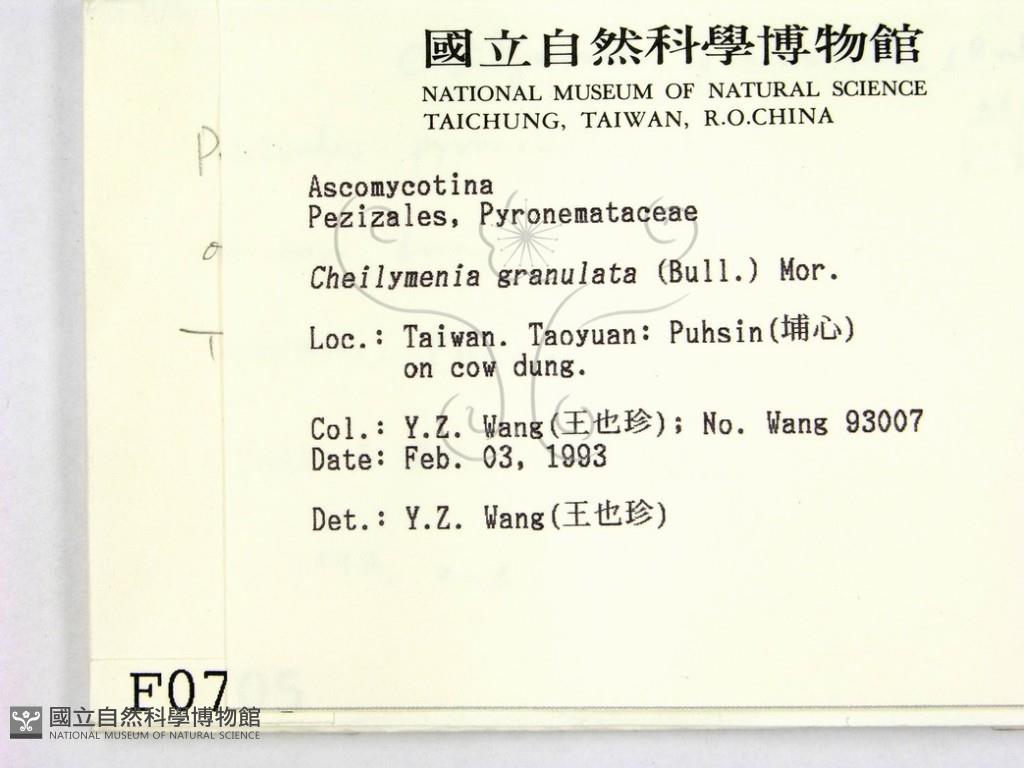 國立自然科學博物館
NATIONAL MUSEUM OF NATURAL SCIENCE
TAICHUNG, TAIWAN, R.O.CHINA
P.
o
T
Ascomycotina
Pezizales, Pyronemataceae
Cheilymenia granulata (Bull.) Mor.
Loc.: Taiwan. Taoyuan: Puhsin(埔心)
on cow dung.
Col.: Y.Z. Wang(王也珍); No. Wang 93007
Date: Feb. 03, 1993
Det.: Y.Z. Wang(王也珍)
F07
國立自然科學博物館
NATIONAL MUSEUM OF NATURAL SCIENCE